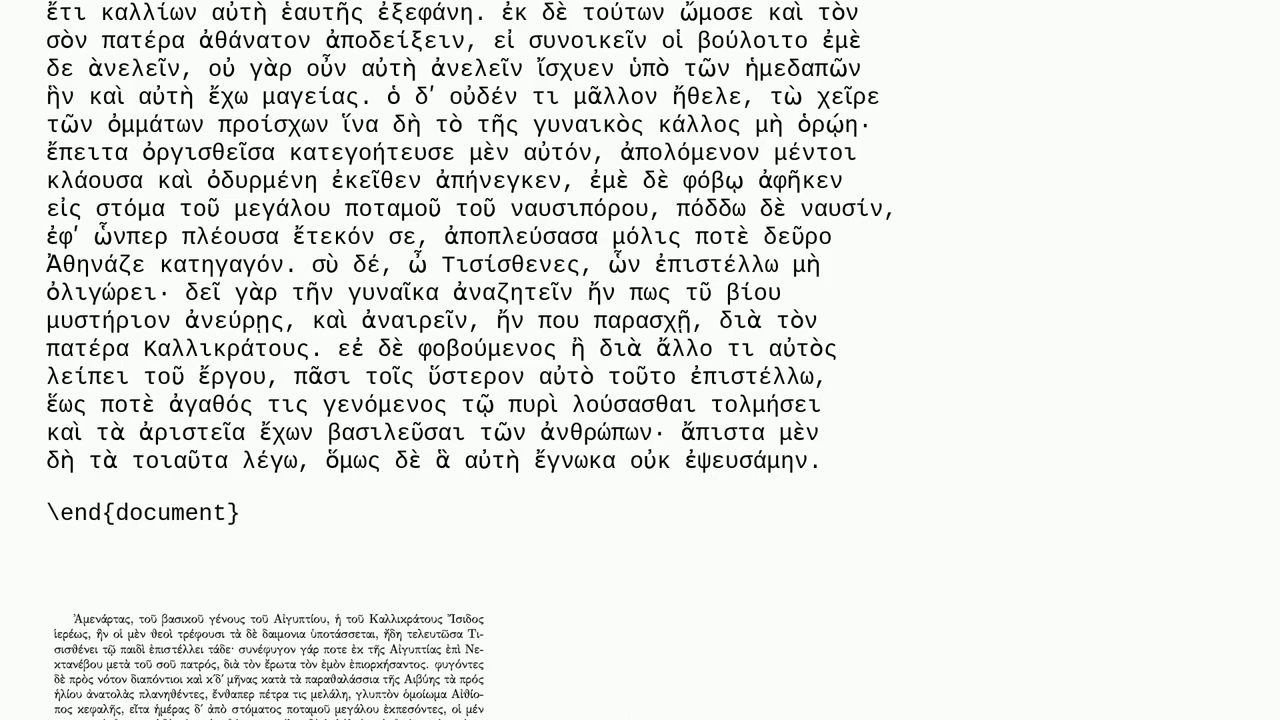 ἔτι καλλίων αὐτὴ ἑαυτῆς ἐξεφάνη. ἐκ δὲ τούτων ὤμοσε καὶ τὸν
σὸν πατέρα ἀθάνατον ἀποδείξειν, εἰ συνοικεῖν οἱ βούλοιτο ἐμὲ
δε ὰνελεῖν, οὐ γὰρ οὖν αὐτὴ ἀνελεῖν ἴσχυεν ὑπὸ τῶν ἡμεδαπῶν
ἣν καὶ αὐτὴ ἔχω μαγείας. ὁ δ’ οὐδέν τι μᾶλλον ἤθελε, τὼ χεῖρε
τῶν ὀμμάτων προίσχων ἵνα δὴ τὸ τῆς γυναικὸς κάλλος μὴ ὁρῴη·
ἔπειτα ὀργισθεῖσα κατεγοήτευσε μὲν αὐτόν, ἀπολόμενον μέντοι
κλάουσα καὶ ὀδυρμένη ἐκεῖθεν ἀπήνεγκεν, ἐμὲ δὲ φόβῳ ἀφῆκεν
εἰς στόμα τοῦ μεγάλου ποταμοῦ τοῦ ναυσιπόρου, πόδδω δὲ ναυσίν,
ἐφ’ ὧνπερ πλέουσα ἔτεκόν σε, ἀποπλεύσασα μόλις ποτὲ δεῦρο
Ἀθηνάζε κατηγαγόν. σὺ δέ, ὦ Τισίσθενες, ὧν ἐπιστέλλω μὴ
ὀλιγώρει· δεῖ γὰρ τῆν γυναῖκα ἀναζητεῖν ἤν πως τῦ βίου
μυστήριον ἀνεύρῃς, καὶ ἀναιρεῖν, ἤν που παρασχῇ, διὰ τὸν
πατέρα Καλλικράτους. εἐ δὲ φοβούμενος ἢ διὰ ἄλλο τι αὐτὸς
λείπει τοῦ ἔργου, πᾶσι τοῖς ὕστερον αὐτὸ τοῦτο ἐπιστέλλω,
ἕως ποτὲ ἀγαθός τις γενόμενος τῷ πυρὶ λούσασθαι τολμήσει
καὶ τὰ ἀριστεῖα ἔχων βασιλεῦσαι τῶν ἀνθρώπων· ἄπιστα μὲν
δὴ τὰ τοιαῦτα λέγω, ὅμως δὲ ἃ αὐτὴ ἔγνωκα οὐκ ἐψευσάμην.
\end{document}
Ἀμενάρτας, τοῦ βασικοῦ γένους τοῦ Αἰγυπτίου, ἡ τοῦ Καλλικράτους Ἴσιδος
ἱερέως, ἣν οἱ μὲν θεοὶ τρέφουσι τὰ δὲ δαιμονια ὑποτάσσεται, ἤδη τελευτῶσα Τι-
σισθένει τῷ παιδὶ ἐπιστέλλει τάδε· συνέφυγον γάρ ποτε ἐκ τῆς Αἰγυπτίας ἐπὶ Νε-
κτανέβου μετὰ τοῦ σοῦ πατρός, διὰ τὸν ἔρωτα τὸν ἐμὸν ἐπιορκήσαντος. φυγόντες
δὲ πρὸς νότον διαπόντιοι καὶ κ’δ’ μῆνας κατὰ τὰ παραθαλάσσια τῆς Λιβύης τὰ πρός
ἡλίου ἀνατολὰς πλανηθέντες, ἔνθαπερ πέτρα τις μελάλη, γλυπτὸν ὁμοίωμα Αἰθίο-
πος κεφαλῆς, εἶτα ἡμέρας δ’ ἀπὸ στόματος ποταμοῦ μεγάλου ἐκπεσόντες, οἱ μέν